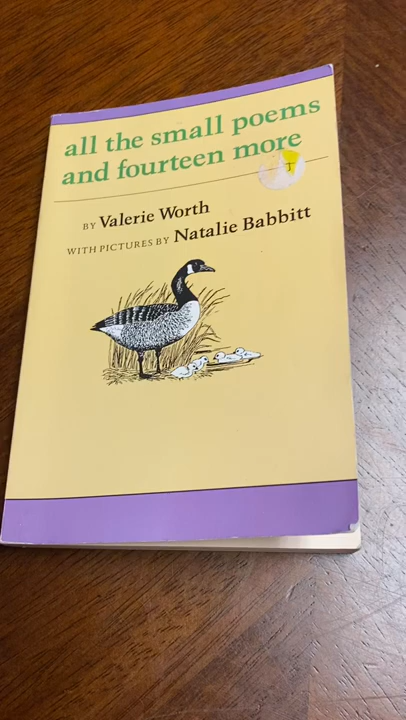 all the small poems
and fourteen more
BY Valerie Worth
WITH PICTURES BY Natalie Babbitt